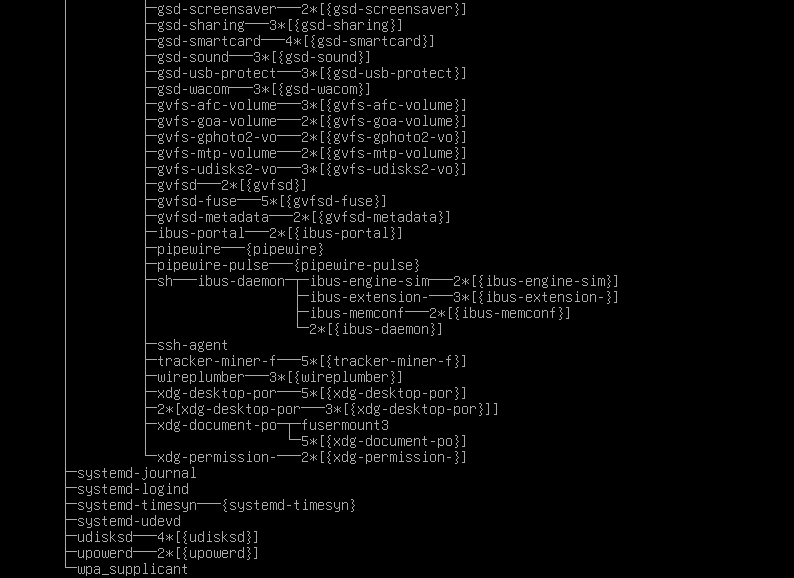 ├─gsd-screensaver───2*[{gsd-screensaver}]
├─gsd-sharing───3*[{gsd-sharing}]
├─gsd-smartcard───4*[{gsd-smartcard}]
├─gsd-sound───3*[{gsd-sound}]
├─gsd-usb-protect───3*[{gsd-usb-protect}]
├─gsd-wacom───3*[{gsd-wacom}]
├─gvfs-afc-volume───3*[{gvfs-afc-volume}]
├─gvfs-goa-volume───2*[{gvfs-goa-volume}]
├─gvfs-gphoto2-vo───2*[{gvfs-gphoto2-vo}]
├─gvfs-mtp-volume───2*[{gvfs-mtp-volume}]
├─gvfs-udisks2-vo───3*[{gvfs-udisks2-vo}]
├─gvfsd───2*[{gvfsd}]
├─gvfsd-fuse───5*[{gvfsd-fuse}]
├─gvfsd-metadata───2*[{gvfsd-metadata}]
├─ibus-portal───2*[{ibus-portal}]
├─pipewire───{pipewire}
├─pipewire-pulse───{pipewire-pulse}
├─sh───ibus-daemon─┬─ibus-engine-sim───2*[{ibus-engine-sim}]
├─ibus-extension-───3*[{ibus-extension-}]
├─ibus-memconf───2*[{ibus-memconf}]
└─2*[{ibus-daemon}]
├─ssh-agent
├─tracker-miner-f───5*[{tracker-miner-f}]
├─wireplumber───3*[{wireplumber}]
├─xdg-desktop-por───5*[{xdg-desktop-por}]
├─2*[xdg-desktop-por───3*[{xdg-desktop-por}]]
├─xdg-document-po─┬─fusermount3
└─5*[{xdg-document-po}]
└─xdg-permission-───2*[{xdg-permission-}]
├─systemd-journal
├─systemd-logind
├─systemd-timesyn───{systemd-timesyn}
├─systemd-udevd
├─udisksd───4*[{udisksd}]
├─upowerd───2*[{upowerd}]
└─wpa_supplicant